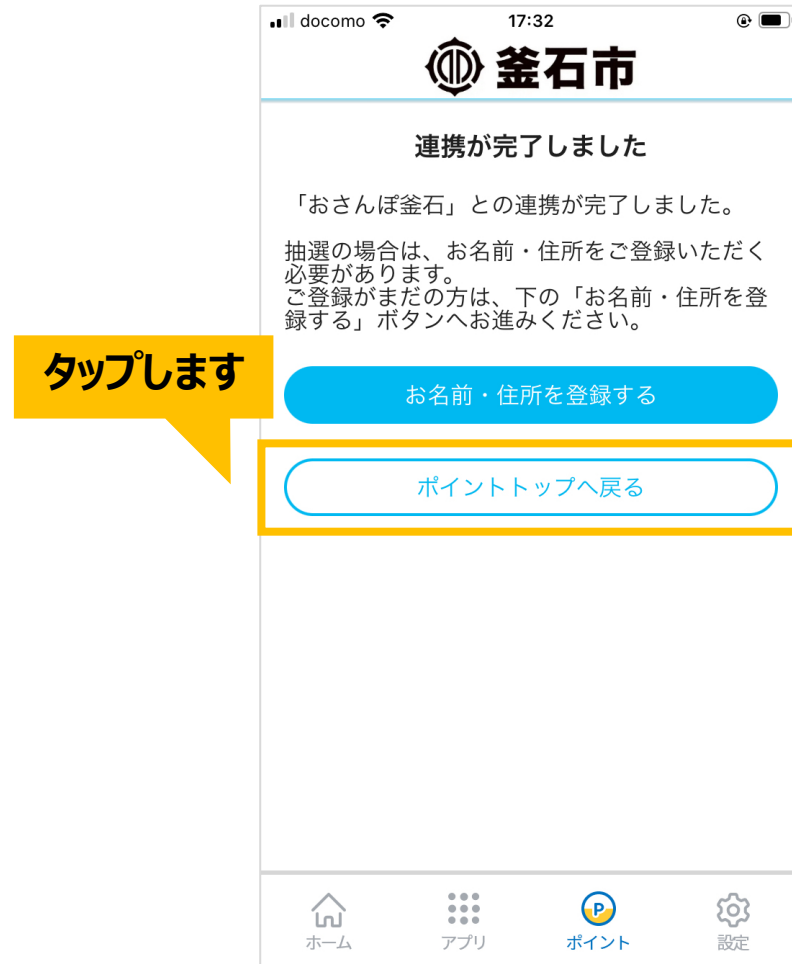 docomo 17:32
釜石市
連携が完了しました
「おさんぽ釜石」との連携が完了しました。
抽選の場合は、お名前・住所をご登録いただく
必要があります。
ご登録がまだの方は、下の「お名前・住所を登
録する」ボタンへお進みください。
タップします
お名前・住所を登録する
ポイントトップへ戻る
P
ホーム アプリ ポイント 設定